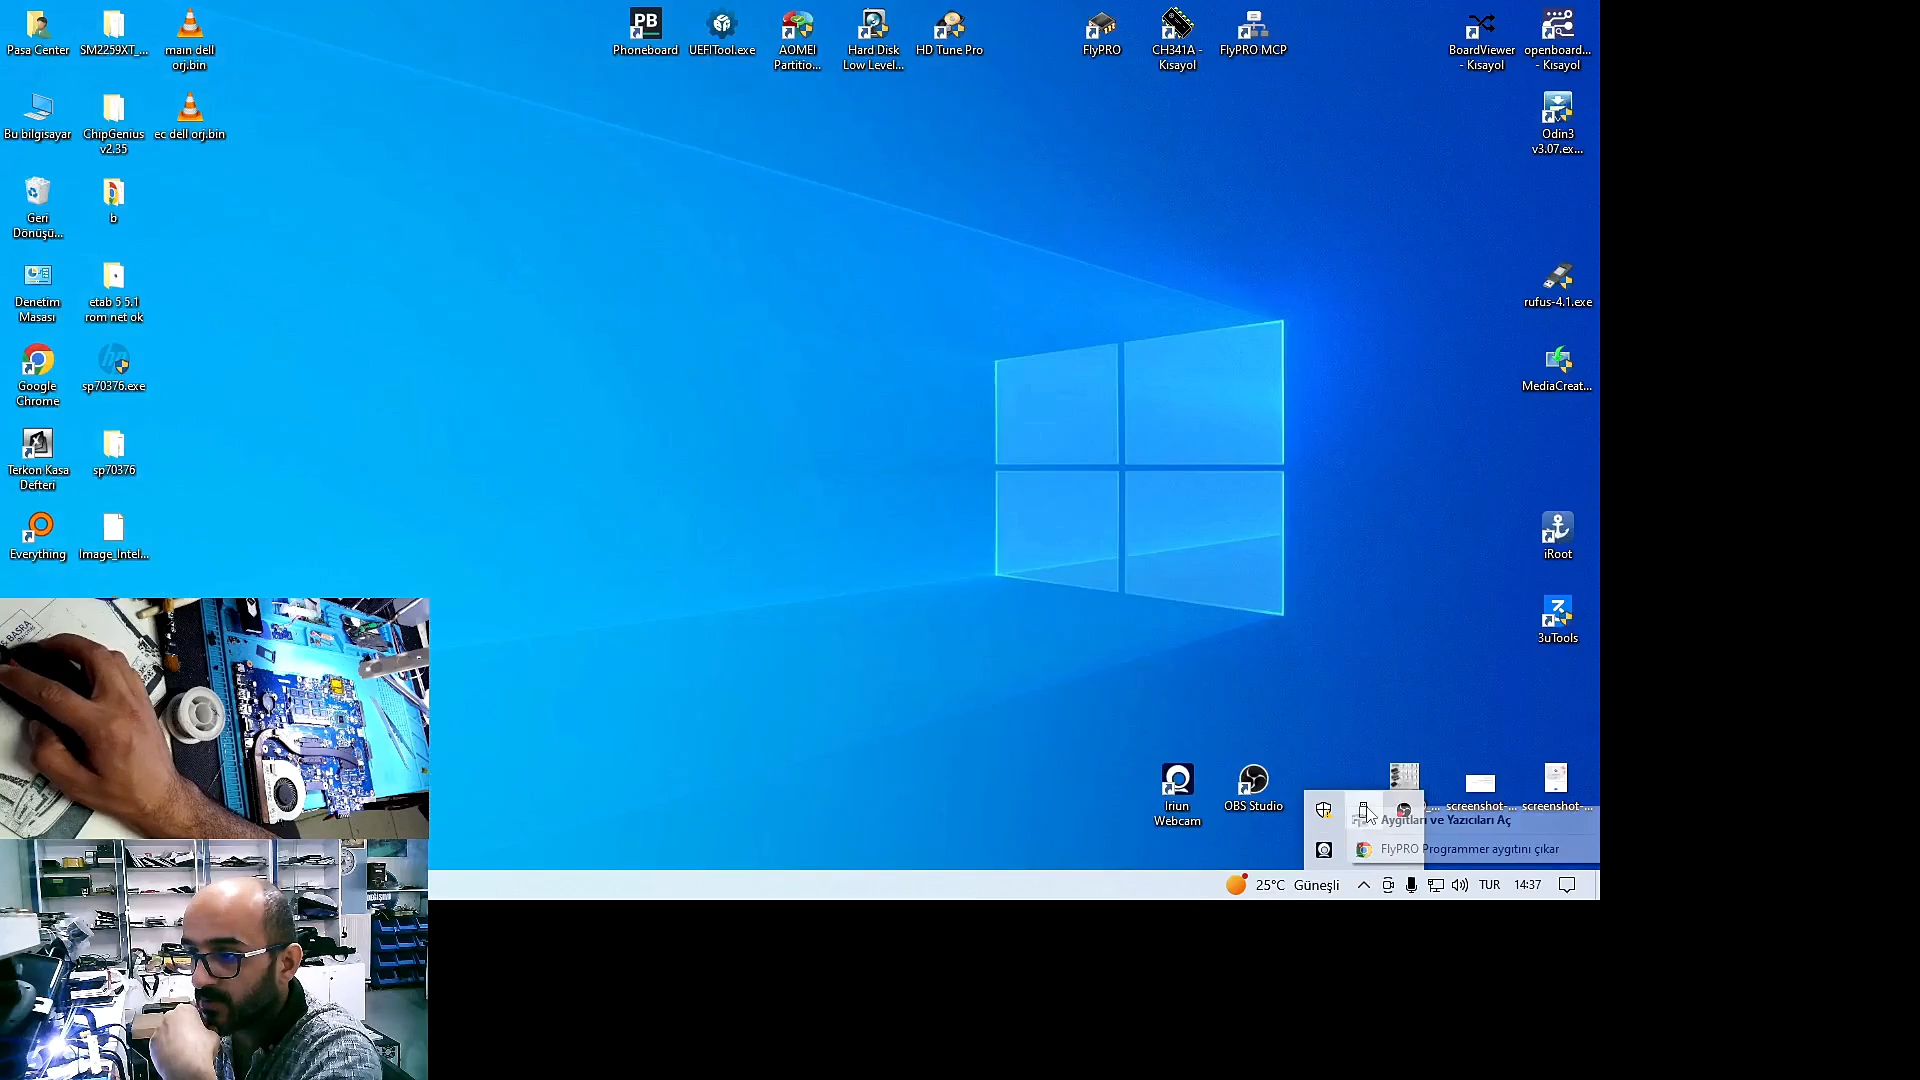 Pasa Center
SM2259XT_...
main dell
orj.bin
PB
Phoneboard
UEFITool.exe
AOMEI
Partitio...
Hard Disk
Low Level...
HD Tune Pro
FlyPRO
CH341A -
Kısayol
FlyPRO MCP
BoardViewer
- Kısayol
openboard...
- Kısayol
Bu bilgisayar
ChipGenius
v2.35
ec dell orj.bin
Odin3
v3.07.ex...
Geri
Dönüşü...
b
Denetim
Masası
etab 5 5.1
rom net ok
rufus-4.1.exe
Google
Chrome
hp
sp70376.exe
MediaCreat...
Terkon Kasa
Defteri
sp70376
Everything
Image_Intel...
iRoot
3uTools
BASRA
Iriun
Webcam
OBS Studio
screenshot-...
screenshot-...
Aygıtları ve Yazıcıları Aç
FlyPRO Programmer aygıtını çıkar
25°C Güneşli
TUR
14:37